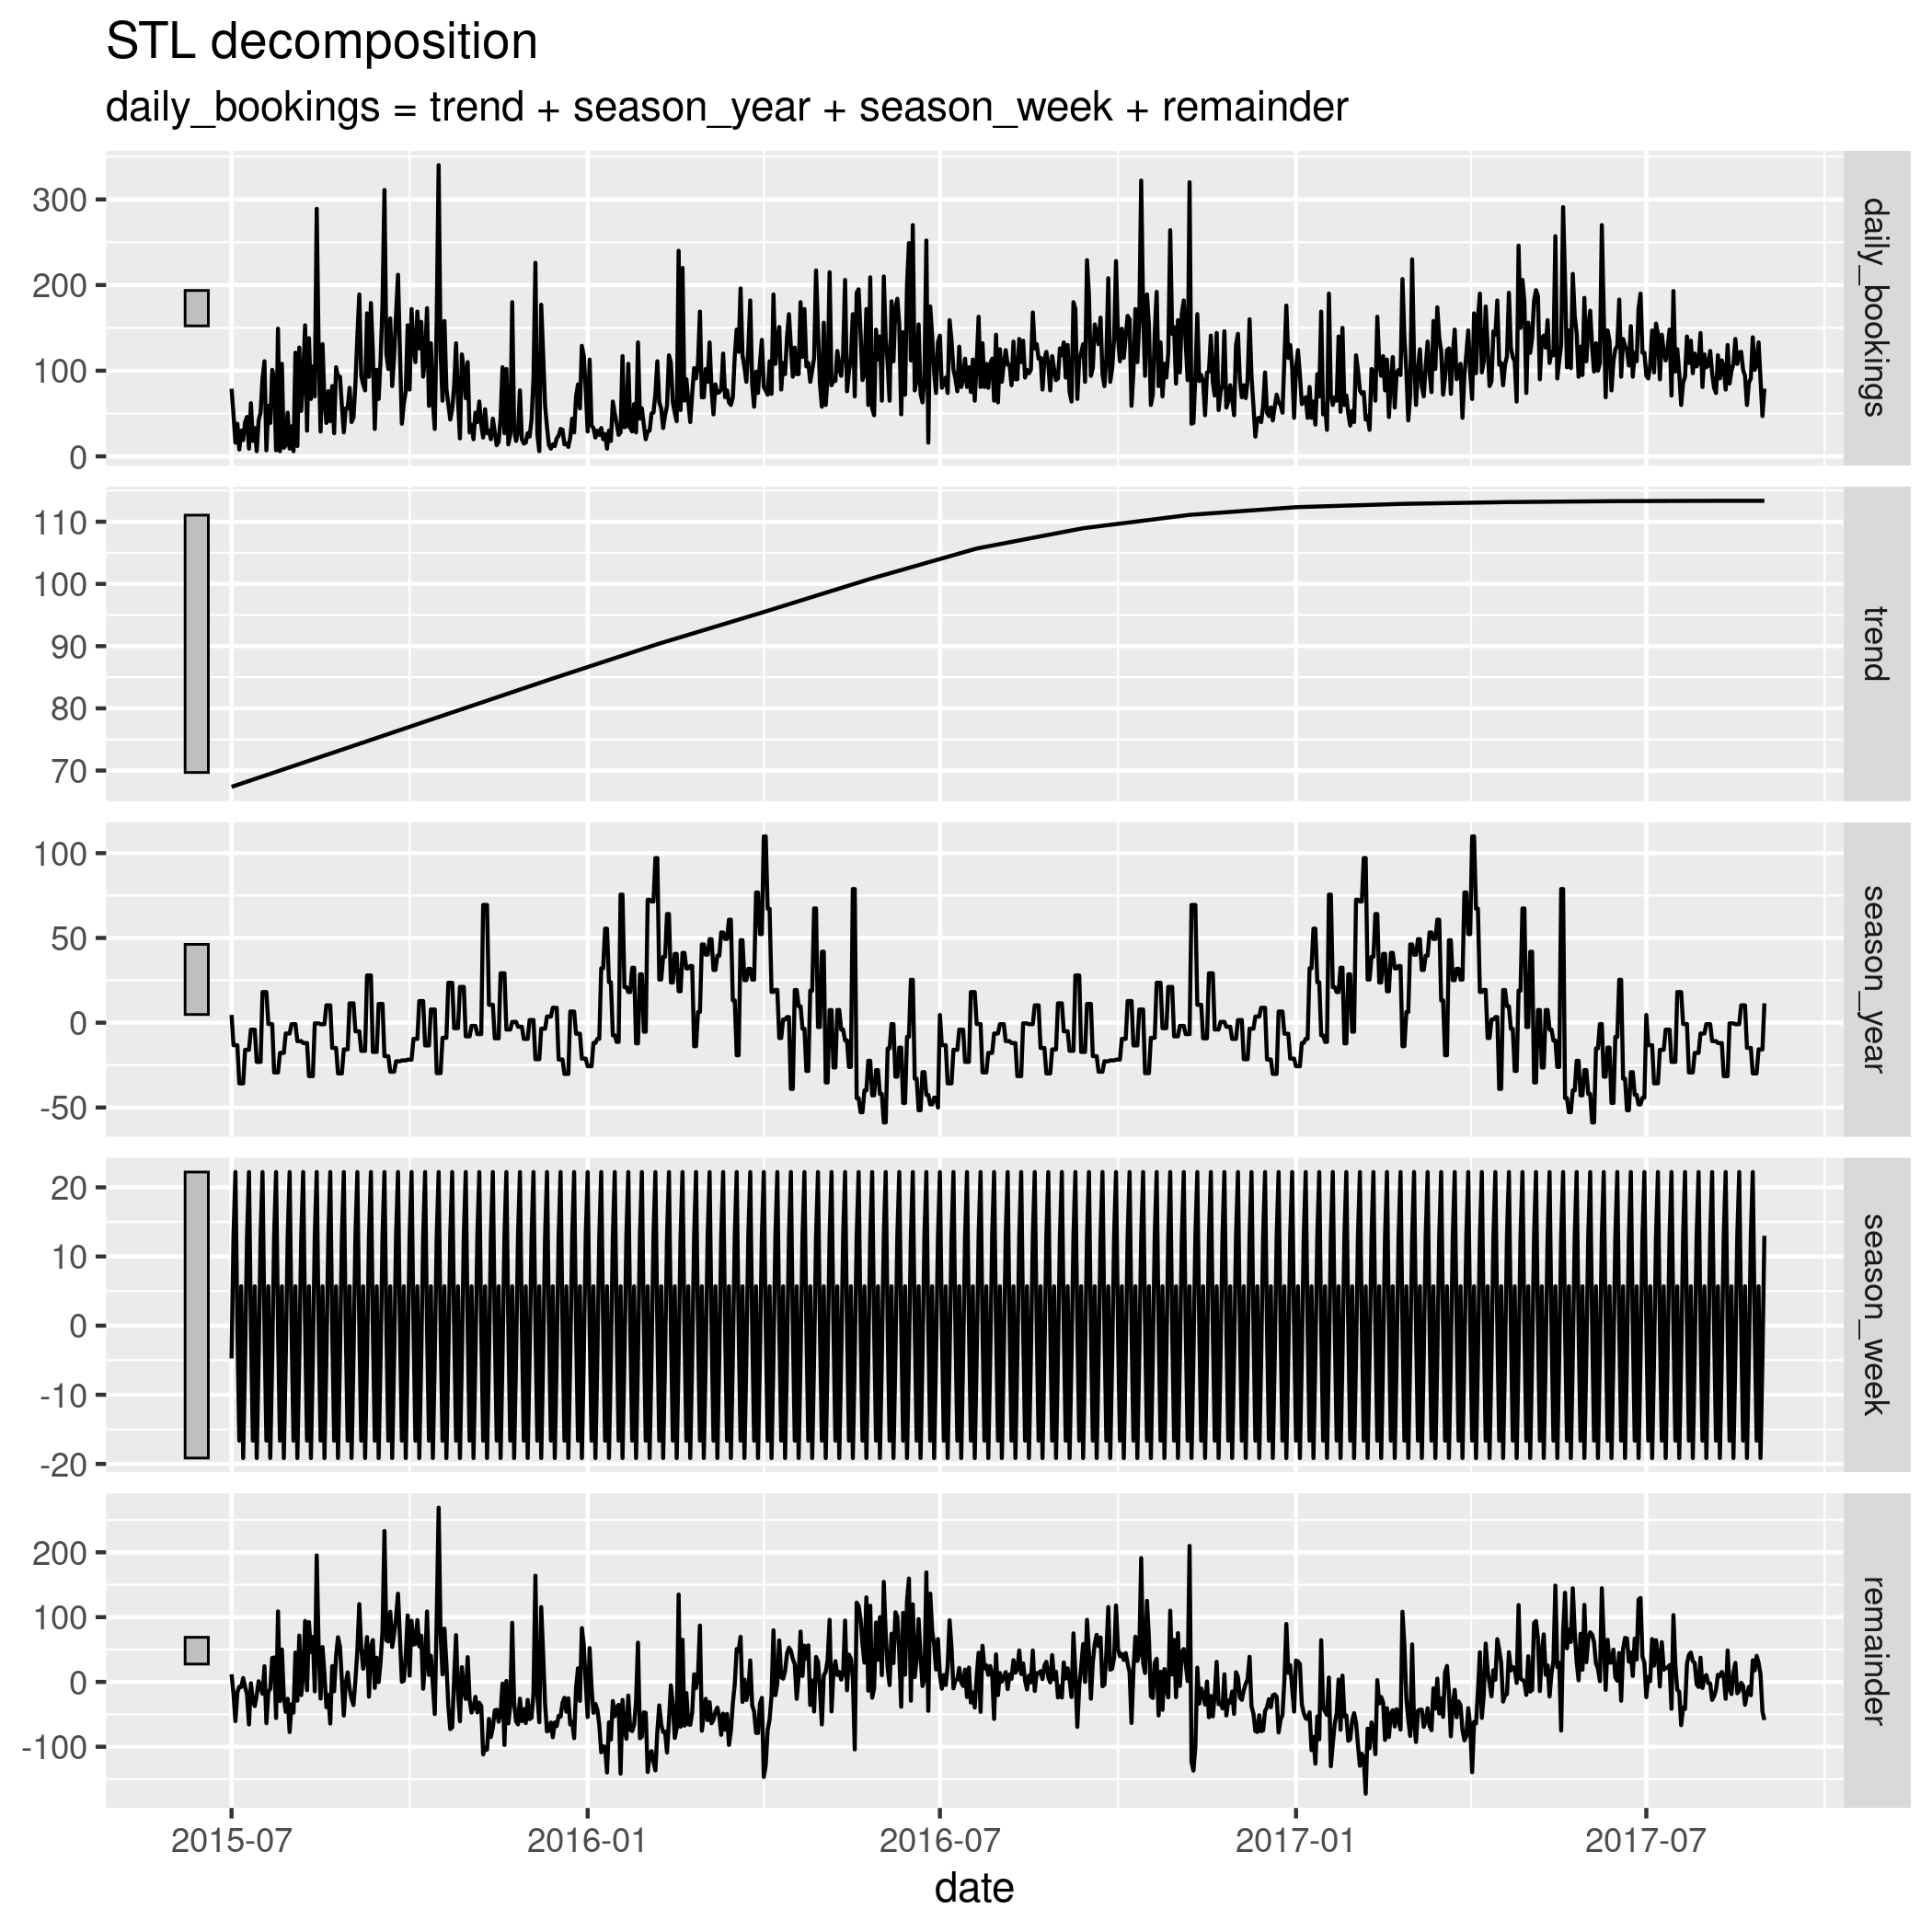 STL decomposition
daily_bookings = trend + season_year + season_week + remainder
300
200
100
0
daily_bookings
110
100
90
80
70
trend
100
50
0
-50
season_year
20
10
0
-10
-20
season_week
200
100
0
-100
remainder
2015-07 2016-01 2016-07 2017-01 2017-07
date